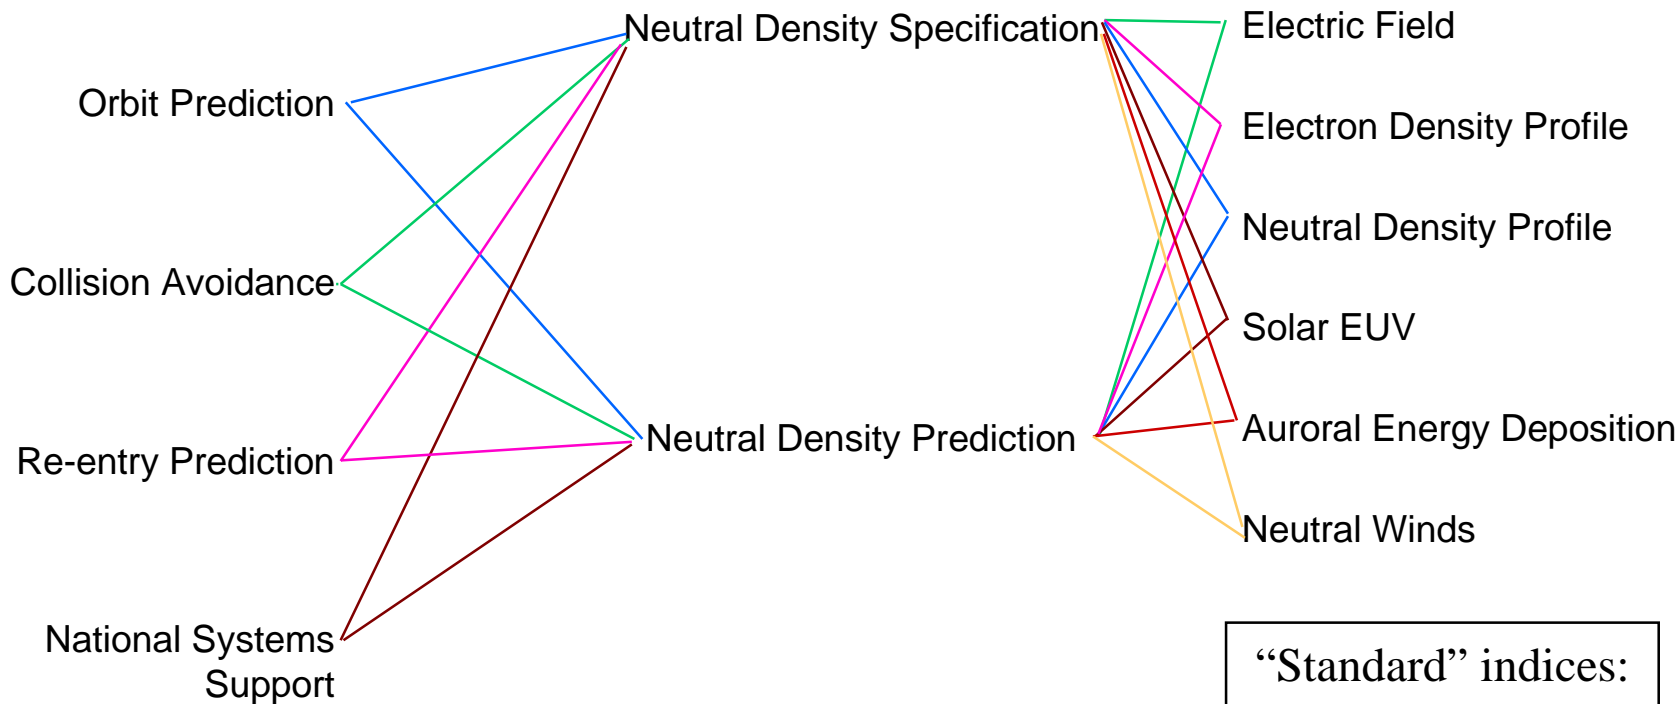 Orbit Prediction
Collision Avoidance
Re-entry Prediction
National Systems
Support
Neutral Density Specification
Neutral Density Prediction
Electric Field
Electron Density Profile
Neutral Density Profile
Solar EUV
Auroral Energy Deposition
Neutral Winds
“Standard” indices: